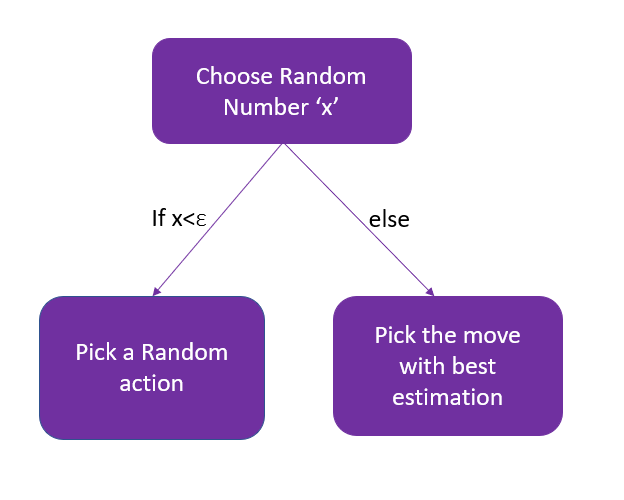 Choose Random
Number ‘x’
If x<ε
else
Pick a Random
action
Pick the move
with best
estimation